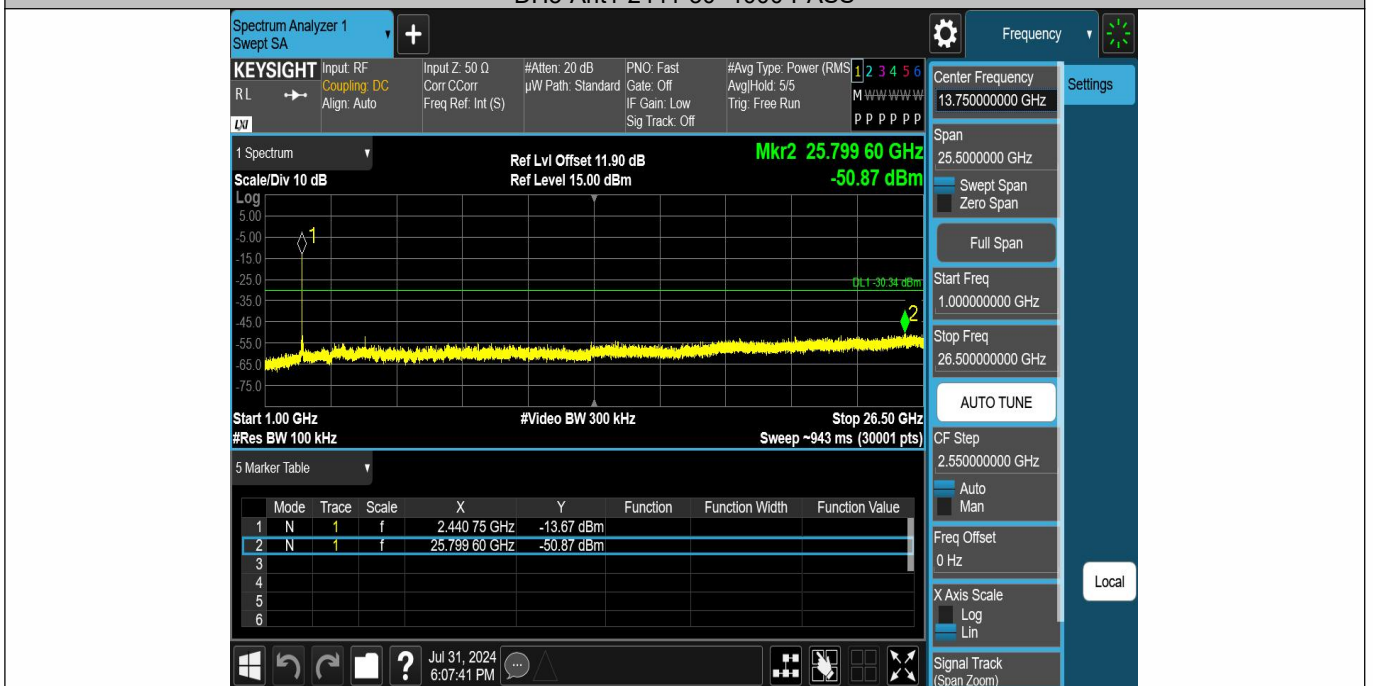 Spectrum Analyzer 1
Swept SA
+
Frequency
KEYSIGHT
RL
LXI
Input: RF
Coupling: DC
Align: Auto
Input Z: 50 Ω
Corr CCorr
Freq Ref: Int (S)
#Atten: 20 dB
µW Path: Standard
PNO: Fast
Gate: Off
IF Gain: Low
Sig Track: Off
#Avg Type: Power (RMS
Avg|Hold: 5/5
Trig: Free Run
1 2 3 4 5 6
M W W W W W
P P P P P P
Center Frequency
13.750000000 GHz
Settings
1 Spectrum
Scale/Div 10 dB
Ref Lvl Offset 11.90 dB
Ref Level 15.00 dBm
Mkr2 25.799 60 GHz
-50.87 dBm
Span
25.5000000 GHz
Swept Span
Zero Span
Full Span
Log
5.00
-5.00
-15.0
-25.0
-35.0
-45.0
-55.0
-65.0
-75.0
1
DL1 -30.34 dBm
2
Start Freq
1.000000000 GHz
Stop Freq
26.500000000 GHz
AUTO TUNE
Start 1.00 GHz
#Res BW 100 kHz
#Video BW 300 kHz
Stop 26.50 GHz
Sweep ~943 ms (30001 pts)
CF Step
2.550000000 GHz
Auto
Man
5 Marker Table
Mode Trace Scale X Y Function Function Width Function Value
1 N 1 f 2.440 75 GHz -13.67 dBm
2 N 1 f 25.799 60 GHz -50.87 dBm
3
4
5
6
Freq Offset
0 Hz
Local
X Axis Scale
Log
Lin
Signal Track
(Span Zoom)
?
Jul 31, 2024
6:07:41 PM